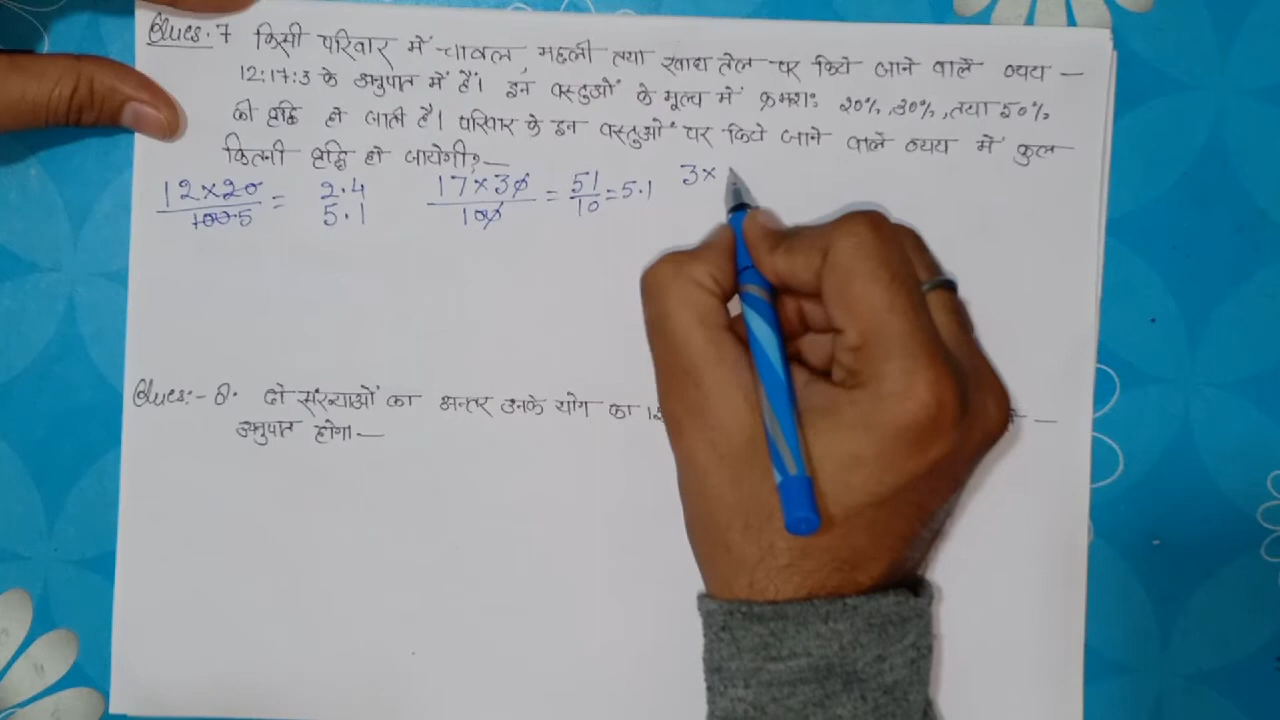 Ques. 7 किसी परिवार में चावल, मछली तथा खाद्य तेल पर किये जाने वाले व्यय —
12:17:3 के अनुपात में हैं। इन वस्तुओं के मूल्य में क्रमशः 20%, 30%, तथा 50%
की वृद्धि हो जाती है। परिवार के इन वस्तुओं पर किये जाने वाले व्यय में कुल
कितनी वृद्धि हो जायेगी? —
12×20/100 5 = 2.4 17×30/100 = 51/10 = 5.1 3×
5.1
Ques:- 8. दो संख्याओं का अन्तर उनके योग का —
अनुपात होगा —